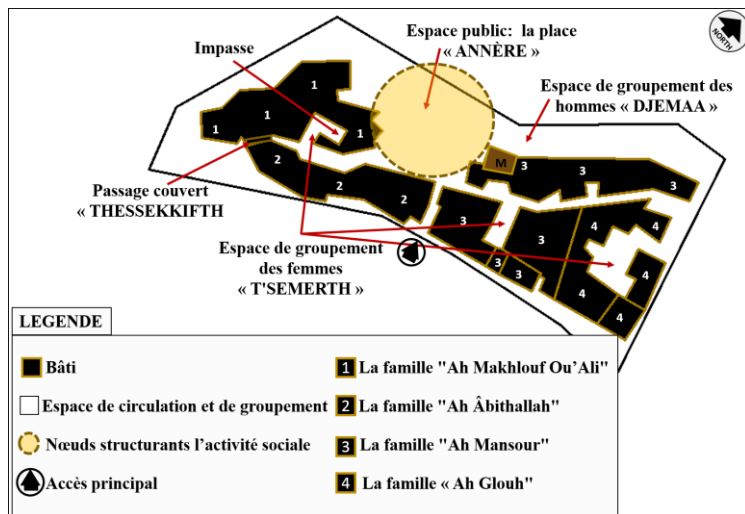 Espace public: la place
« ANNÈRE »
NORTH
Impasse
Espace de groupement des
hommes « DJEMAA »
1
1
1
1
M
3
3
3
2
2
2
Passage couvert
« THESSEKKIFTH
3
3
3
3
4
4
4
4
4
Espace de groupement
des femmes
« T'SEMERTH »
LEGENDE
Bâti
Espace de circulation et de groupement
Nœuds structurants l’activité sociale
Accès principal
1 La famille "Ah Makhlouf Ou’Ali"
2 La famille "Ah Âbithallah"
3 La famille "Ah Mansour"
4 La famille « Ah Glouh"